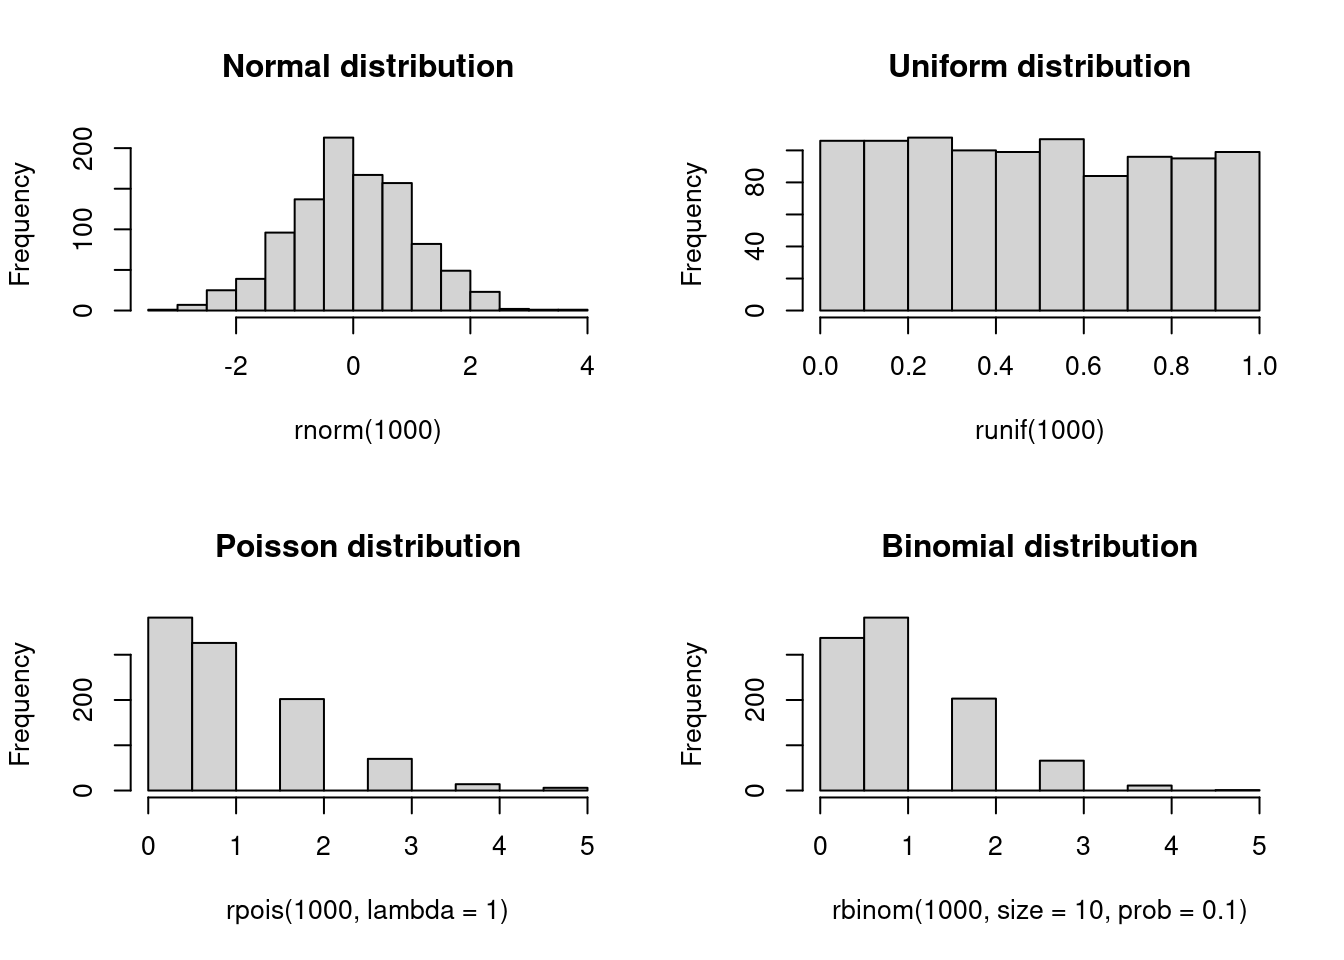 Normal distribution
Frequency
0 100 200
-2 0 2 4
rnorm(1000)
Uniform distribution
Frequency
0 40 80
0.0 0.2 0.4 0.6 0.8 1.0
runif(1000)
Poisson distribution
Frequency
0 200
0 1 2 3 4 5
rpois(1000, lambda = 1)
Binomial distribution
Frequency
0 200
0 1 2 3 4 5
rbinom(1000, size = 10, prob = 0.1)